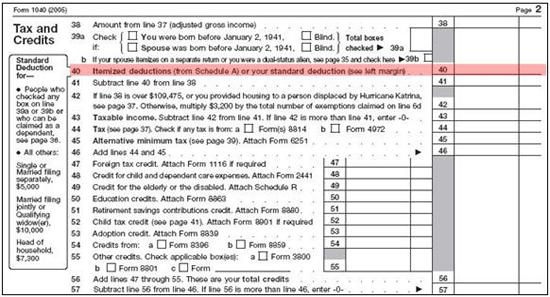 Form 1040 (2005) Page 2
Tax and Credits
Standard Deduction for—
• People who checked any box on line 39a or 39b or who can be claimed as a dependent, see page 36.
• All others:
Single or Married filing separately, $5,000
Married filing jointly or Qualifying widow(er), $10,000
Head of household, $7,300
38 Amount from line 37 (adjusted gross income) 38
39a Check if: { You were born before January 2, 1941, Blind. } Total boxes
Spouse was born before January 2, 1941, Blind. } checked ► 39a
b If your spouse itemizes on a separate return or you were a dual-status alien, see page 35 and check here ►39b
40 Itemized deductions (from Schedule A) or your standard deduction (see left margin) 40
41 Subtract line 40 from line 38 41
42 If line 38 is over $109,475, or you provided housing to a person displaced by Hurricane Katrina,
see page 37. Otherwise, multiply $3,200 by the total number of exemptions claimed on line 6d 42
43 Taxable income. Subtract line 42 from line 41. If line 42 is more than line 41, enter -0- 43
44 Tax (see page 37). Check if any tax is from: a Form(s) 8814 b Form 4972 44
45 Alternative minimum tax (see page 39). Attach Form 6251 45
46 Add lines 44 and 45 ► 46
47 Foreign tax credit. Attach Form 1116 if required 47
48 Credit for child and dependent care expenses. Attach Form 2441 48
49 Credit for the elderly or the disabled. Attach Schedule R 49
50 Education credits. Attach Form 8863 50
51 Retirement savings contributions credit. Attach Form 8880 51
52 Child tax credit (see page 41). Attach Form 8901 if required 52
53 Adoption credit. Attach Form 8839 53
54 Credits from: a Form 8396 b Form 8859 54
55 Other credits. Check applicable box(es): a Form 3800
b Form 8801 c Form 55
56 Add lines 47 through 55. These are your total credits 56
57 Subtract line 56 from line 46. If line 56 is more than line 46, enter -0- ► 57